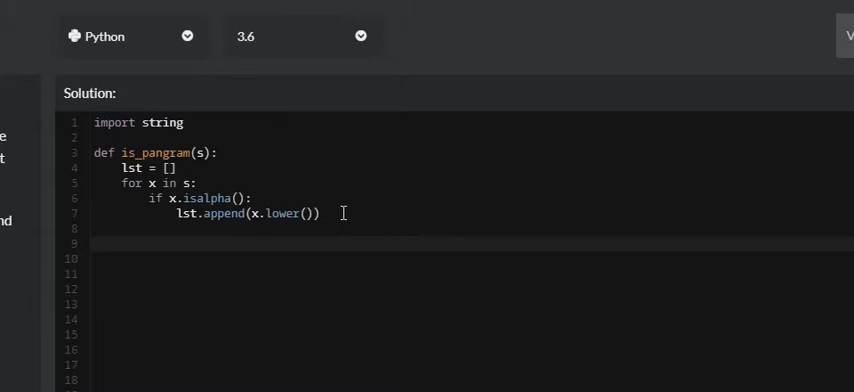 Python 3.6 V
Solution:
e
t
nd
1 import string
2
3 def is_pangram(s):
4     lst = []
5     for x in s:
6         if x.isalpha():
7             lst.append(x.lower())
8
9
10
11
12
13
14
15
16
17
18